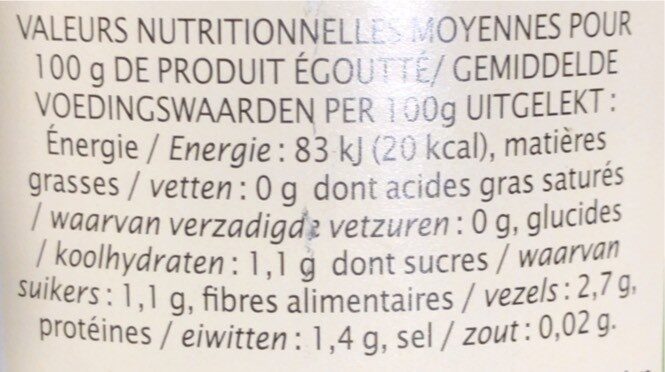 VALEURS NUTRITIONNELLES MOYENNES POUR
100 g DE PRODUIT ÉGOUTTÉ/ GEMIDDELDE
VOEDINGSWAARDEN PER 100g UITGELEKT :
Énergie / Energie : 83 kJ (20 kcal), matières
grasses / vetten : 0 g dont acides gras saturés
/ waarvan verzadigde vetzuren : 0 g, glucides
/ koolhydraten : 1,1 g dont sucres / waarvan
suikers : 1,1 g, fibres alimentaires / vezels : 2,7 g,
protéines / eiwitten : 1,4 g, sel / zout : 0,02 g.